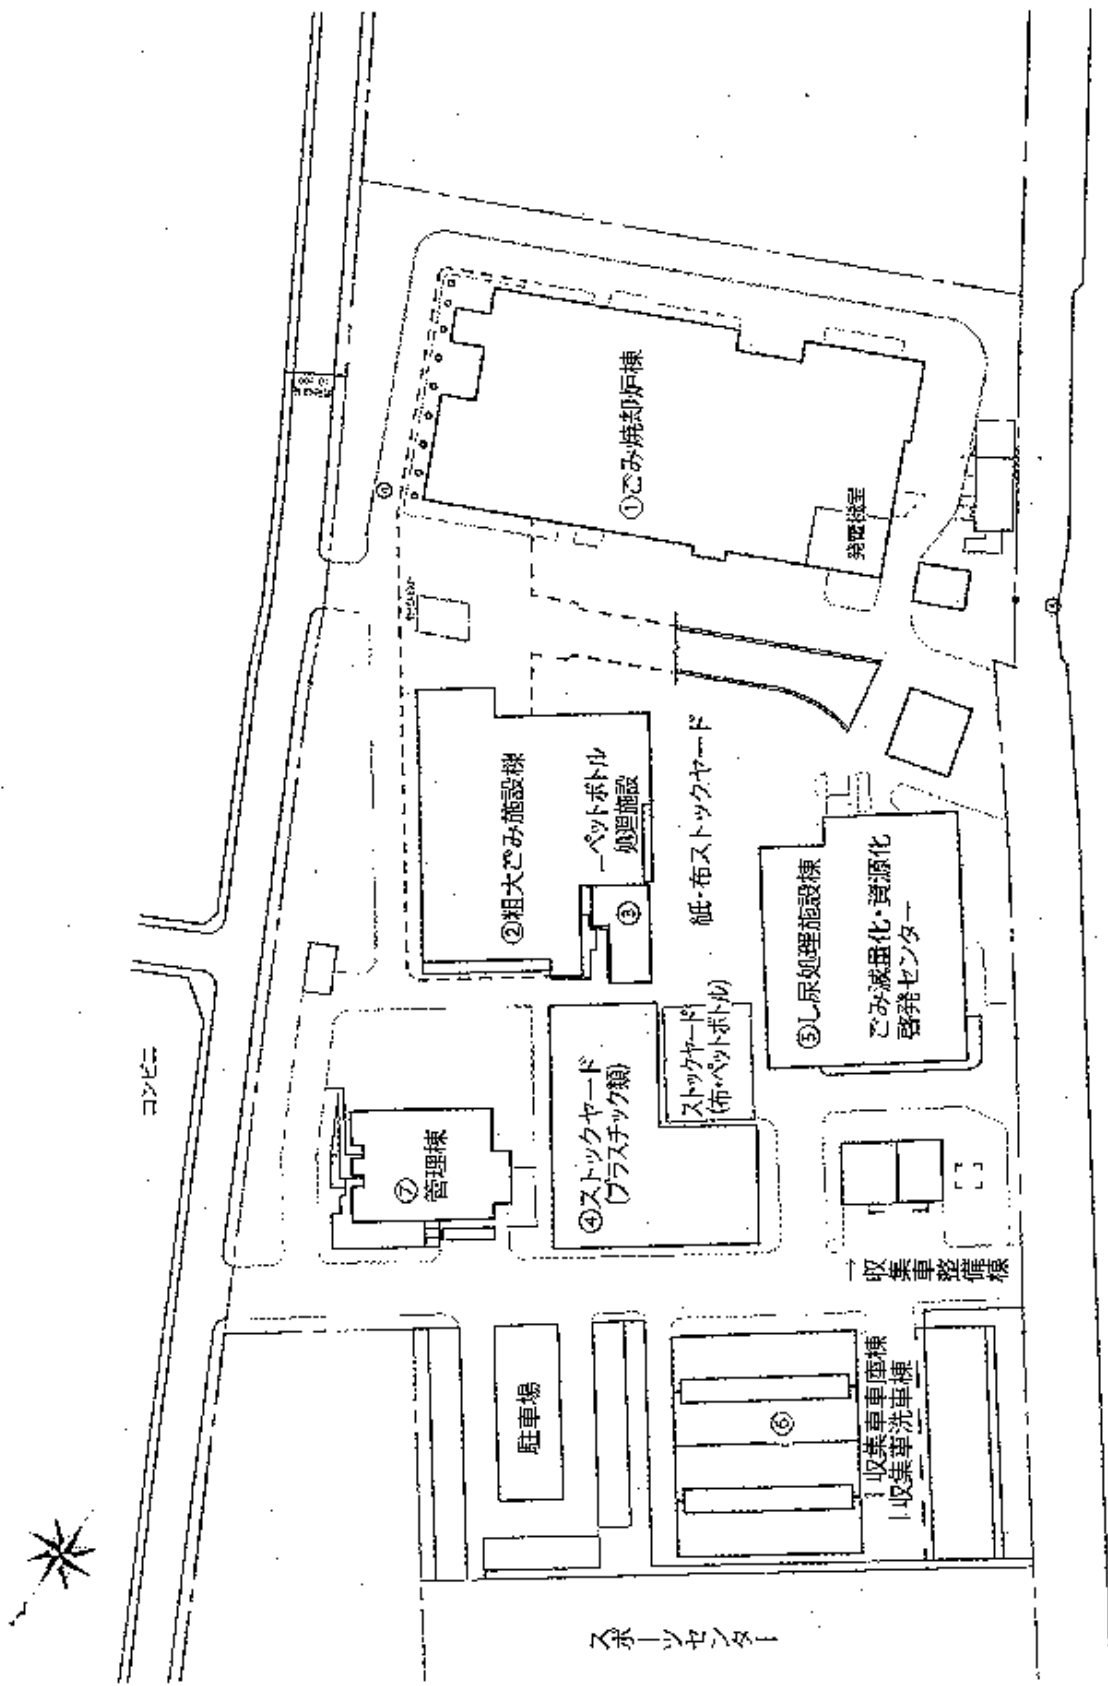 コンビニ
①ごみ焼却炉棟
発電機室
②粗大ごみ施設棟
ペットボトル
処理施設
③
紙・布ストックヤード
④ストックヤード
(プラスチック類)
ストックヤード
(布・ペットボトル)
⑤し尿処理施設棟
ごみ減量化・資源化
啓発センター
⑦
管理棟
収集車整備棟
駐車場
⑥
収集車車庫棟
収集車洗車棟
スポーツセンター